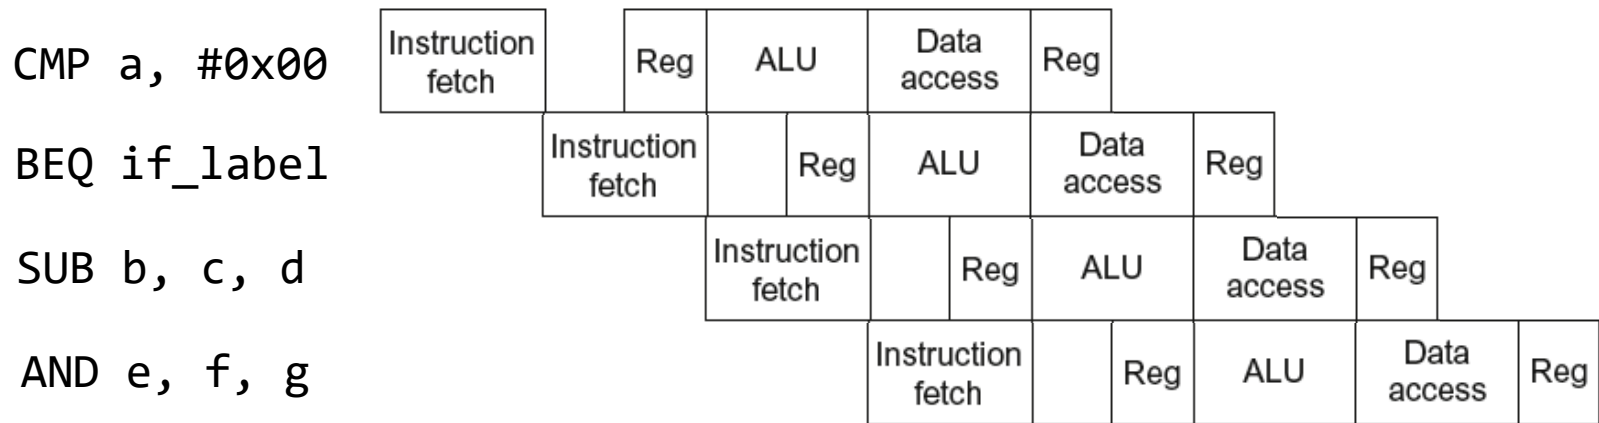 CMP a, #0x00
Instruction fetch
Reg
ALU
Data access
Reg
BEQ if_label
Instruction fetch
Reg
ALU
Data access
Reg
SUB b, c, d
Instruction fetch
Reg
ALU
Data access
Reg
AND e, f, g
Instruction fetch
Reg
ALU
Data access
Reg